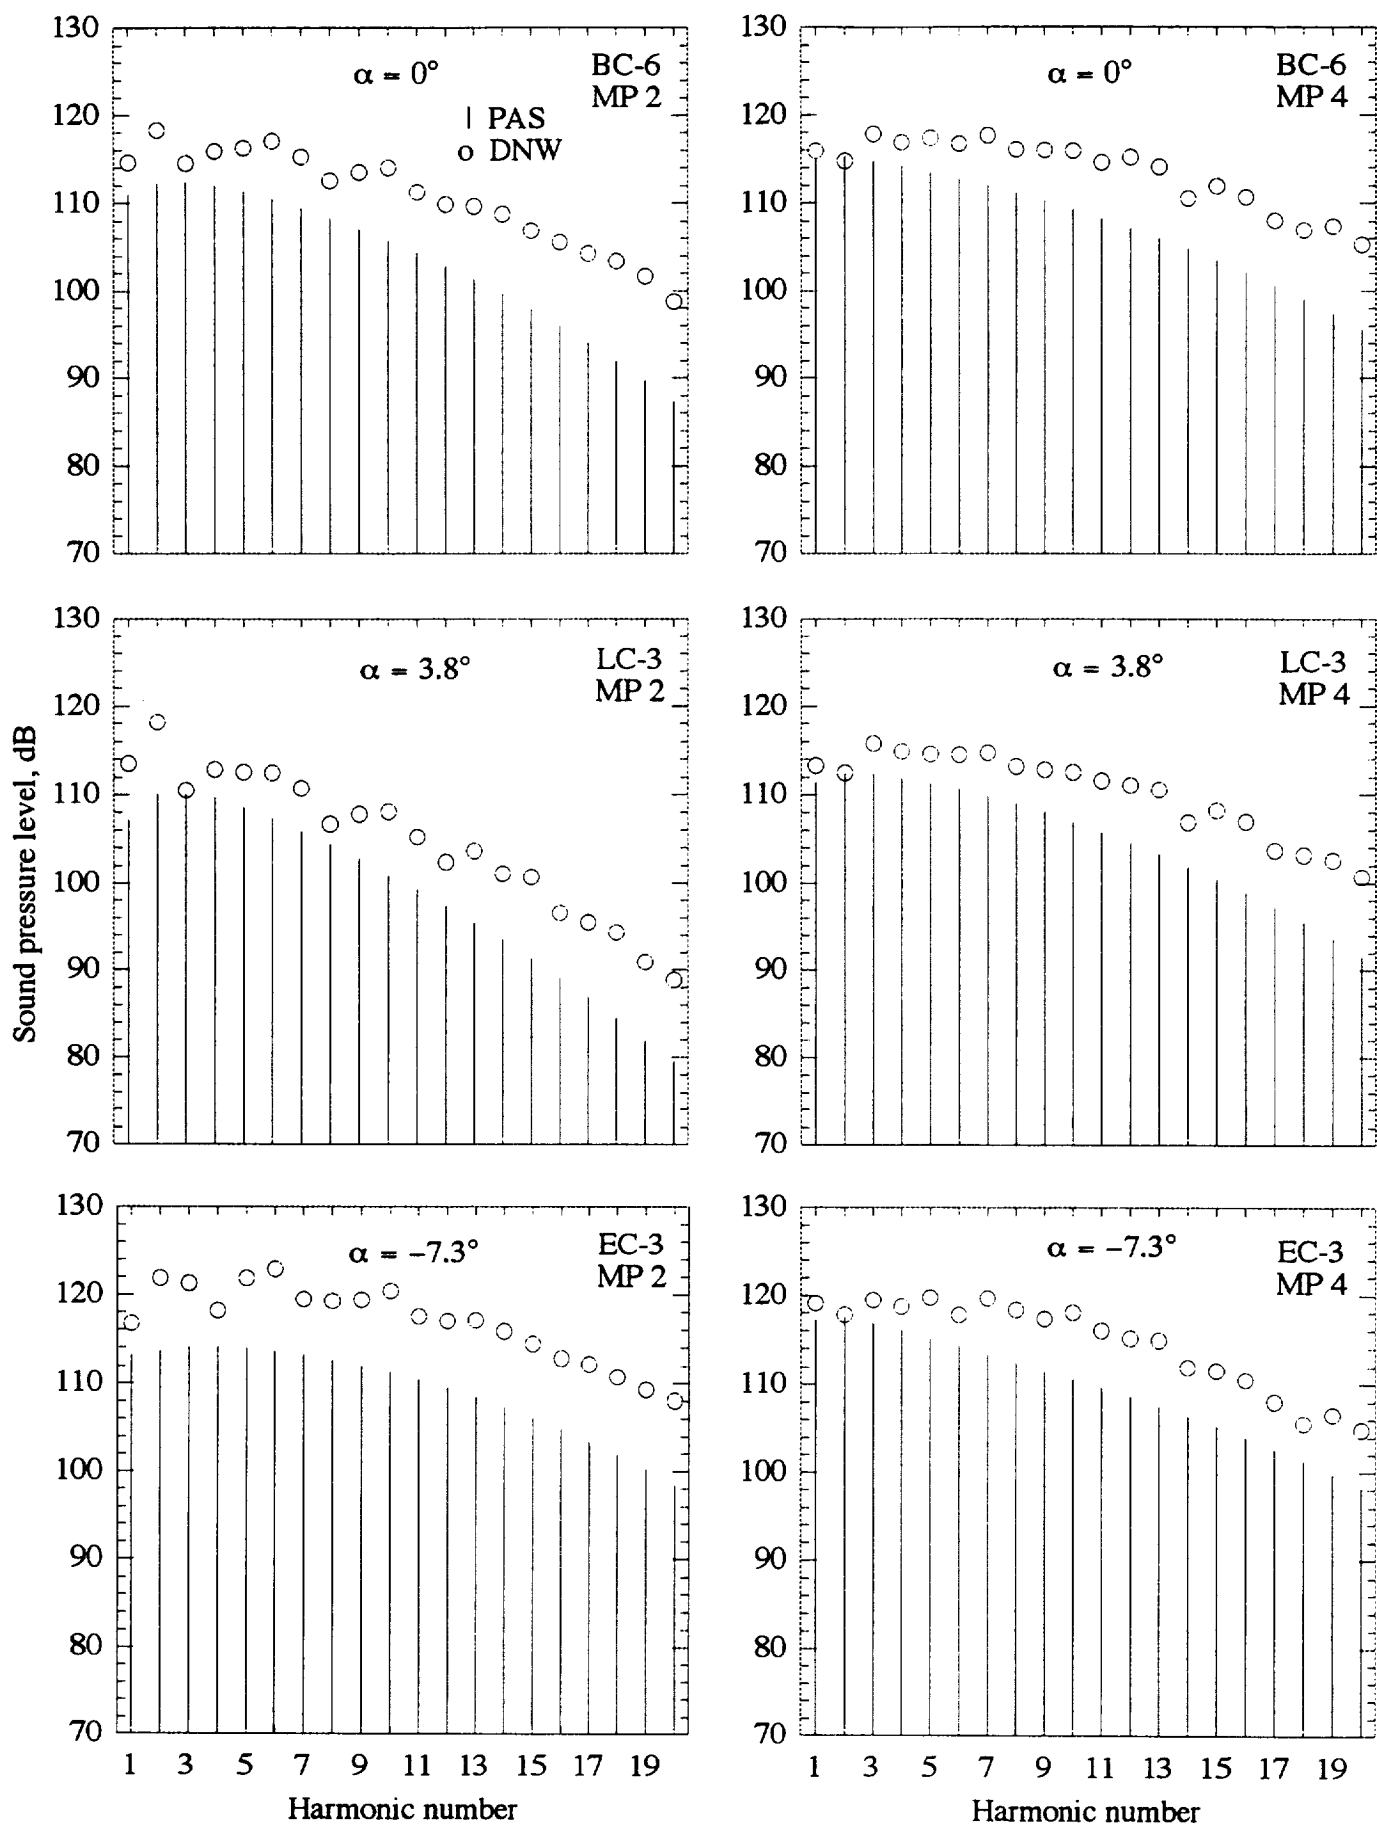 130
120
110
100
90
80
70
α = 0°
BC-6
MP 2
| PAS
o DNW
130
120
110
100
90
80
70
α = 0°
BC-6
MP 4
Sound pressure level, dB
130
120
110
100
90
80
70
α = 3.8°
LC-3
MP 2
130
120
110
100
90
80
70
α = 3.8°
LC-3
MP 4
130
120
110
100
90
80
70
α = −7.3°
EC-3
MP 2
1 3 5 7 9 11 13 15 17 19
Harmonic number
130
120
110
100
90
80
70
α = −7.3°
EC-3
MP 4
1 3 5 7 9 11 13 15 17 19
Harmonic number